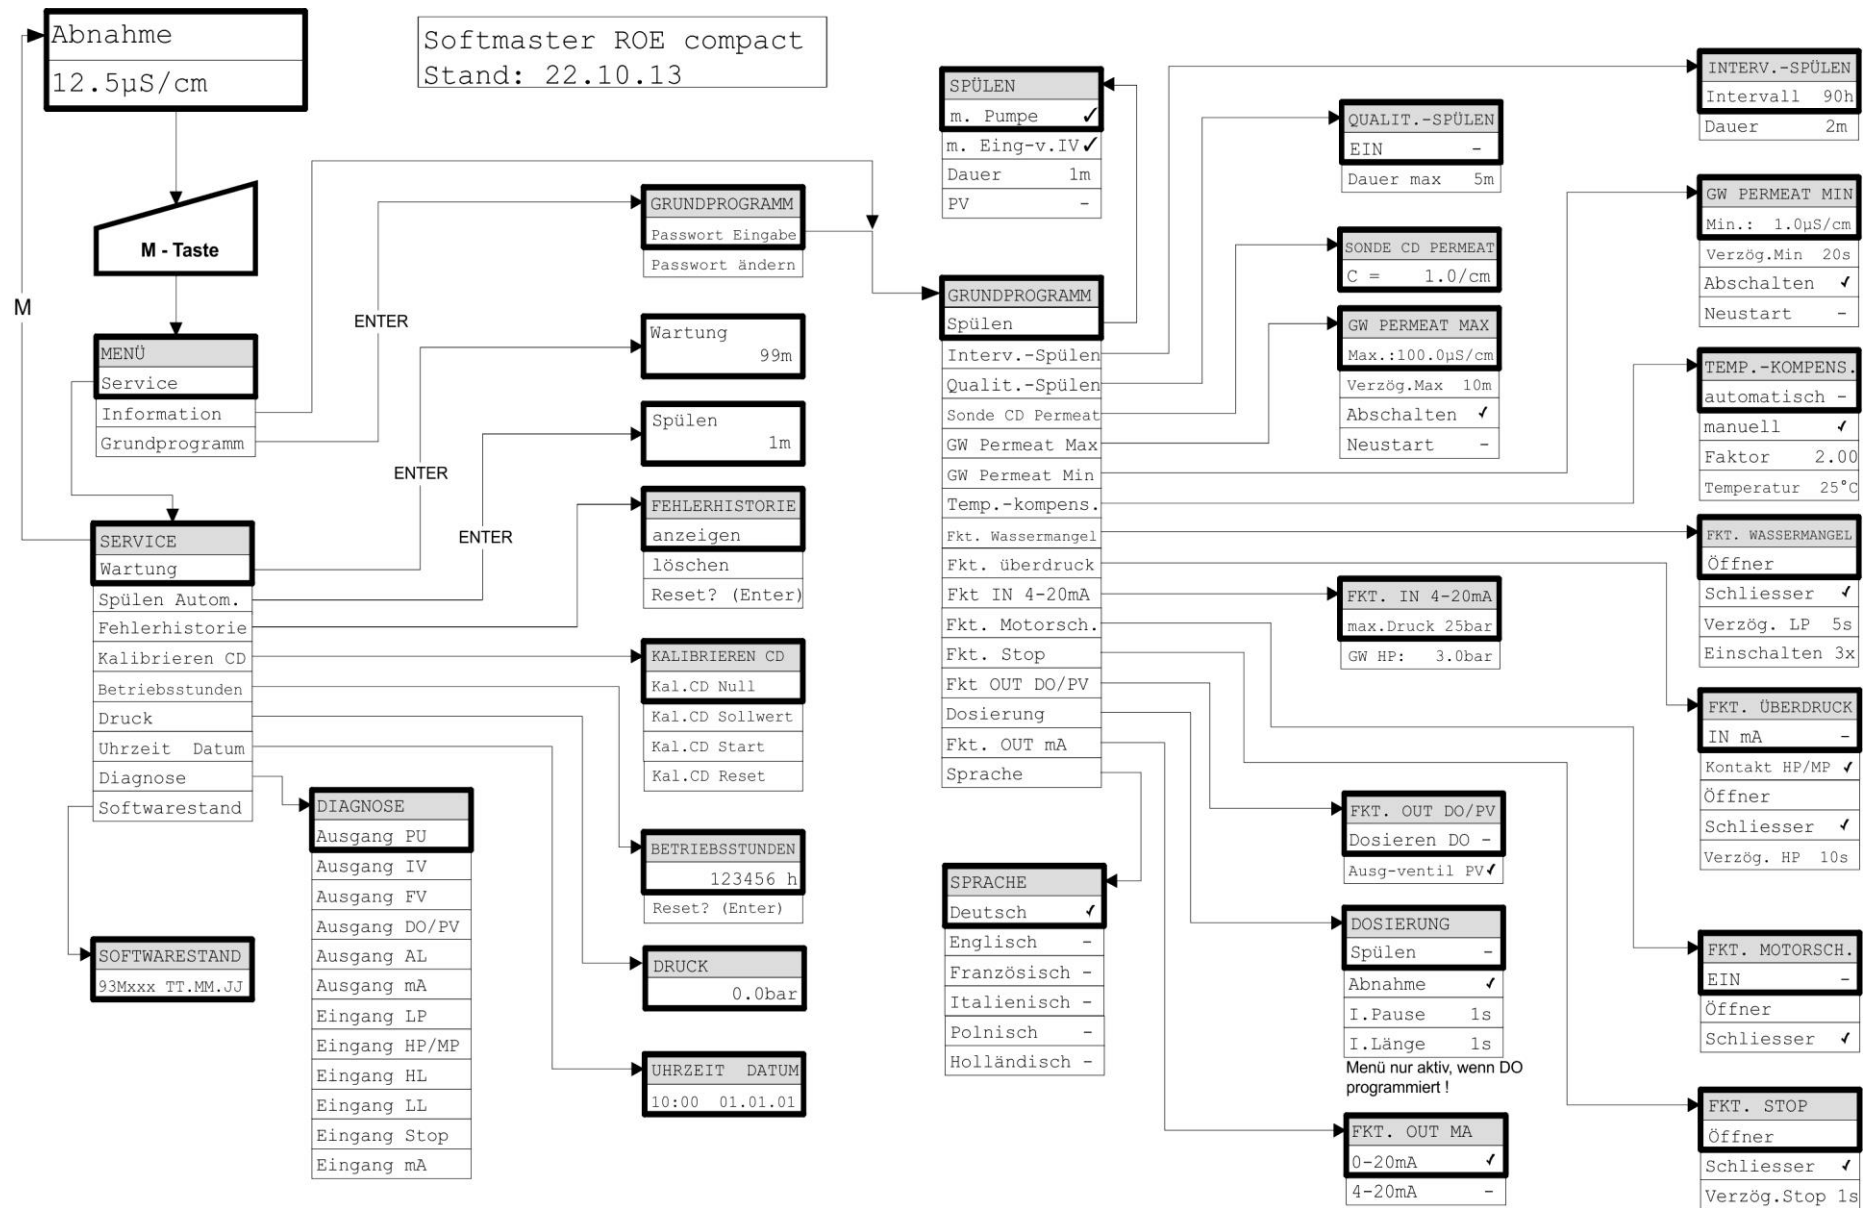 Abnahme
12.5µS/cm
Softmaster ROE compact
Stand: 22.10.13
M - Taste
M
MENÜ
Service
Information
Grundprogramm
ENTER
ENTER
ENTER
SERVICE
Wartung
Spülen Autom.
Fehlerhistorie
Kalibrieren CD
Betriebsstunden
Druck
Uhrzeit Datum
Diagnose
Softwarestand
SOFTWARESTAND
93Mxxx TT.MM.JJ
DIAGNOSE
Ausgang PU
Ausgang IV
Ausgang FV
Ausgang DO/PV
Ausgang AL
Ausgang mA
Eingang LP
Eingang HP/MP
Eingang HL
Eingang LL
Eingang Stop
Eingang mA
GRUNDPROGRAMM
Passwort Eingabe
Passwort ändern
Wartung
99m
Spülen
1m
FEHLERHISTORIE
anzeigen
löschen
Reset? (Enter)
KALIBRIEREN CD
Kal.CD Null
Kal.CD Sollwert
Kal.CD Start
Kal.CD Reset
BETRIEBSSTUNDEN
123456 h
Reset? (Enter)
DRUCK
0.0bar
UHRZEIT DATUM
10:00 01.01.01
SPÜLEN
m. Pumpe ✓
m. Eing-v.IV ✓
Dauer 1m
PV -
GRUNDPROGRAMM
Spülen
Interv.-Spülen
Qualit.-Spülen
Sonde CD Permeat
GW Permeat Max
GW Permeat Min
Temp.-kompens.
Fkt. Wassermangel
Fkt. überdruck
Fkt IN 4-20mA
Fkt. Motorsch.
Fkt. Stop
Fkt OUT DO/PV
Dosierung
Fkt. OUT mA
Sprache
SPRACHE
Deutsch ✓
Englisch -
Französisch -
Italienisch -
Polnisch -
Holländisch -
QUALIT.-SPÜLEN
EIN -
Dauer max 5m
SONDE CD PERMEAT
C = 1.0/cm
GW PERMEAT MAX
Max.:100.0µS/cm
Verzög.Max 10m
Abschalten ✓
Neustart -
FKT. IN 4-20mA
max.Druck 25bar
GW HP: 3.0bar
FKT. OUT DO/PV
Dosieren DO -
Ausg-ventil PV ✓
DOSIERUNG
Spülen -
Abnahme ✓
I.Pause 1s
I.Länge 1s
Menü nur aktiv, wenn DO
programmiert !
FKT. OUT MA
0-20mA ✓
4-20mA -
INTERV.-SPÜLEN
Intervall 90h
Dauer 2m
GW PERMEAT MIN
Min.: 1.0µS/cm
Verzög.Min 20s
Abschalten ✓
Neustart -
TEMP.-KOMPENS.
automatisch -
manuell ✓
Faktor 2.00
Temperatur 25°C
FKT. WASSERMANGEL
Öffner
Schliesser ✓
Verzög. LP 5s
Einschalten 3x
FKT. ÜBERDRUCK
IN mA -
Kontakt HP/MP ✓
Öffner
Schliesser ✓
Verzög. HP 10s
FKT. MOTORSCH.
EIN -
Öffner
Schliesser ✓
FKT. STOP
Öffner
Schliesser ✓
Verzög.Stop 1s